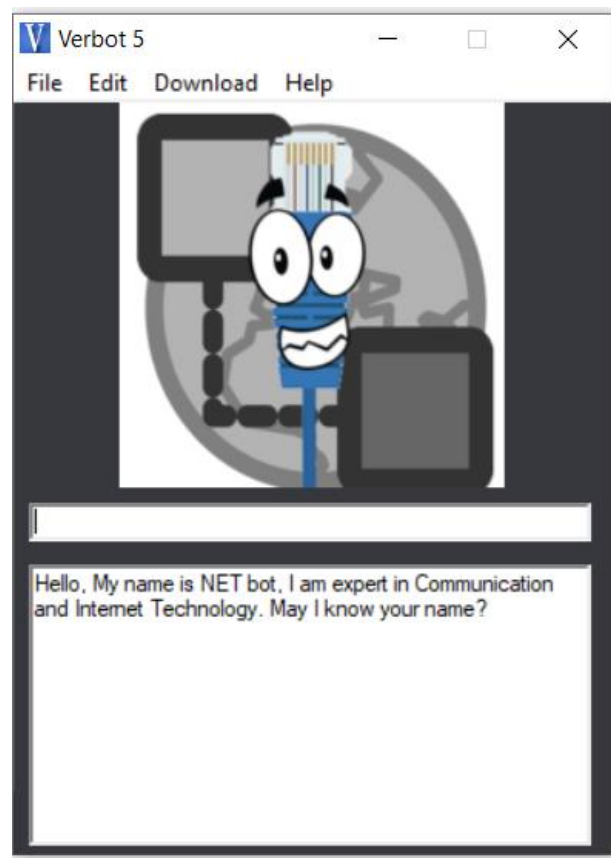 V Verbot 5
File Edit Download Help
Hello, My name is NET bot, I am expert in Communication
and Internet Technology. May I know your name?